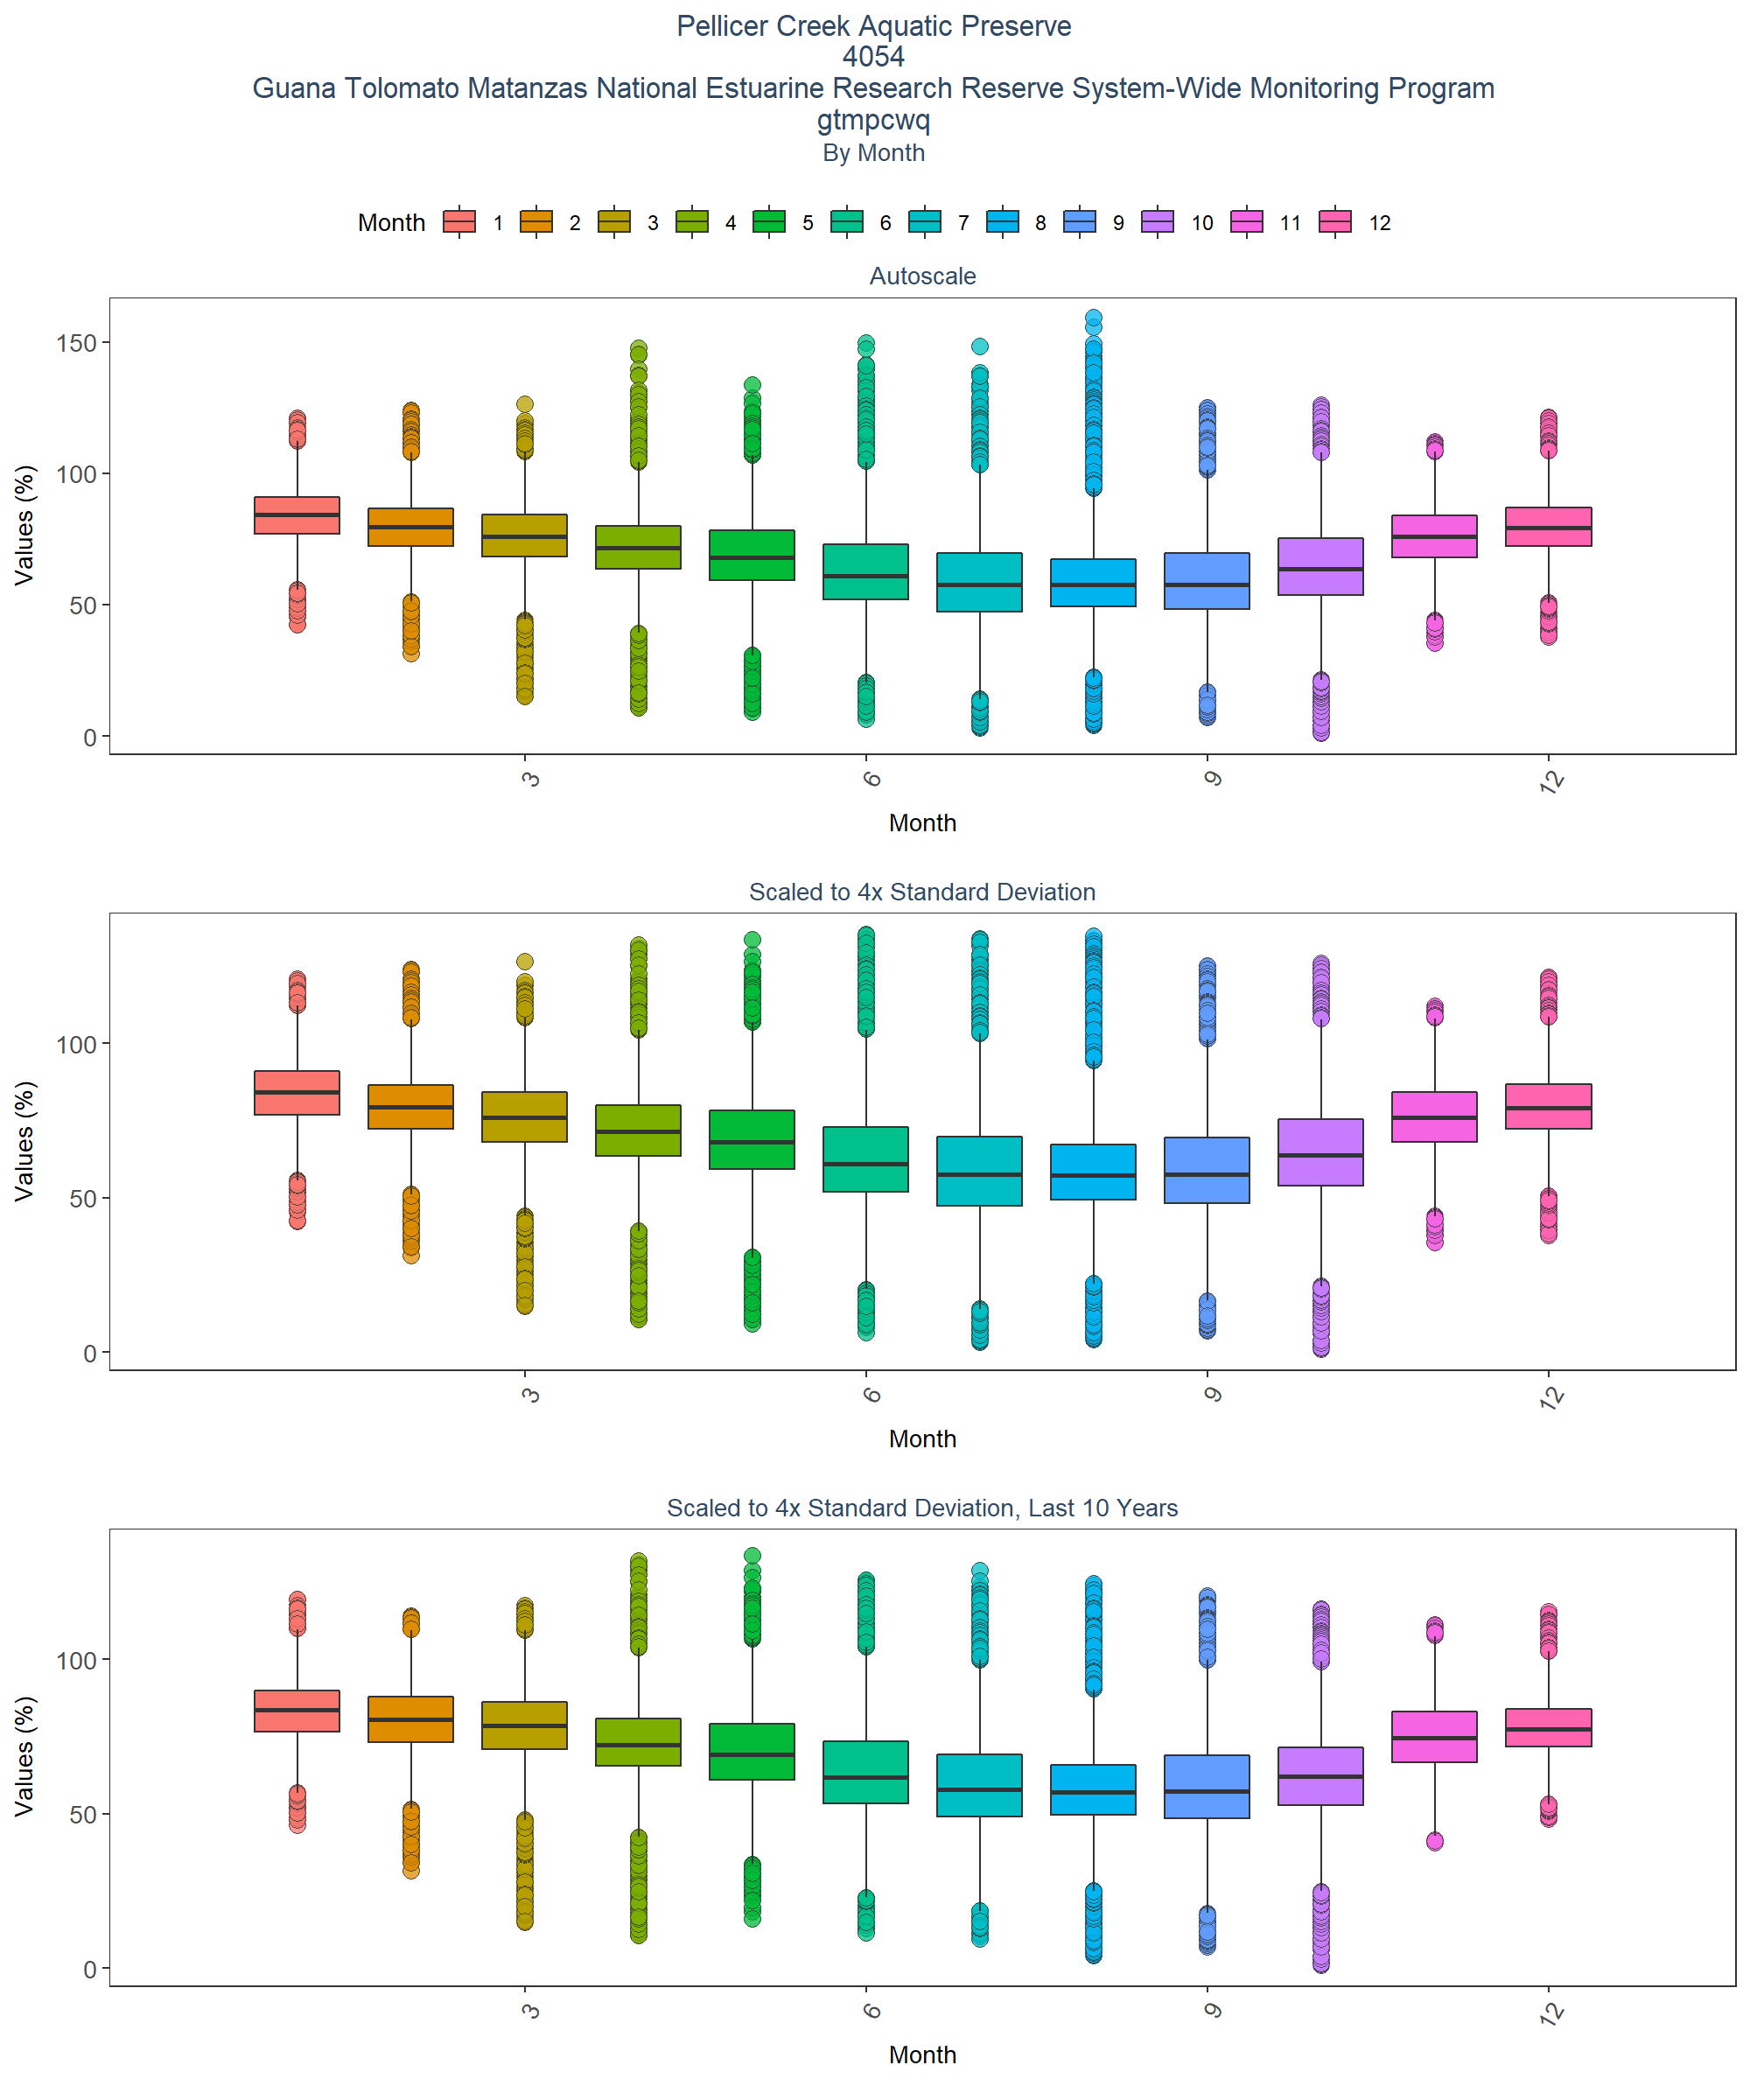 Pellicer Creek Aquatic Preserve
4054
Guana Tolomato Matanzas National Estuarine Research Reserve System-Wide Monitoring Program
gtmpcwq
By Month
Month 1 2 3 4 5 6 7 8 9 10 11 12
Autoscale
Values (%)
150
100
50
0
3 6 9 12
Month
Scaled to 4x Standard Deviation
Values (%)
100
50
0
3 6 9 12
Month
Scaled to 4x Standard Deviation, Last 10 Years
Values (%)
100
50
0
3 6 9 12
Month